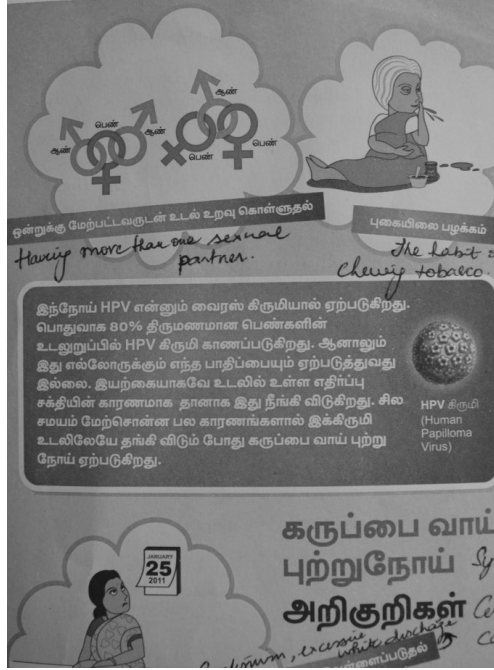 ஆண்
பெண்
ஆண்
ஆண்
பெண்
பெண்
ஒன்றுக்கு மேற்பட்டவருடன் உடல் உறவு கொள்ளுதல்
Having more than one sexual
partner.
புகையிலை பழக்கம்
The habit
Chewing tobacco.
இந்நோய் HPV என்னும் வைரஸ் கிருமியால் ஏற்படுகிறது.
பொதுவாக 80% திருமணமான பெண்களின்
உடலுறுப்பில் HPV கிருமி காணப்படுகிறது. ஆனாலும்
இது எல்லோருக்கும் எந்த பாதிப்பையும் ஏற்படுத்துவது
இல்லை. இயற்கையாகவே உடலில் உள்ள எதிர்ப்பு
சக்தியின் காரணமாக தானாக இது நீங்கி விடுகிறது. சில
சமயம் மேற்சொன்ன பல காரணங்களால் இக்கிருமி
உடலிலேயே தங்கி விடும் போது கருப்பை வாய் புற்று
நோய் ஏற்படுகிறது.
HPV கிருமி
(Human
Papilloma
Virus)
JANUARY
25
2011
கருப்பை வாய்
புற்றுநோய்
அறிகுறிகள்
excessive
white discharge